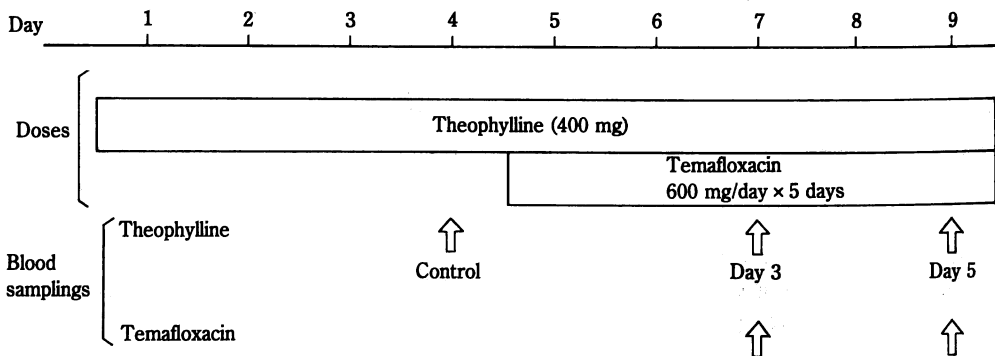 Day 1 2 3 4 5 6 7 8 9
Doses
Theophylline (400 mg)
Temafloxacin
600 mg/day × 5 days
Blood
samplings
Theophylline
Control Day 3 Day 5
Temafloxacin